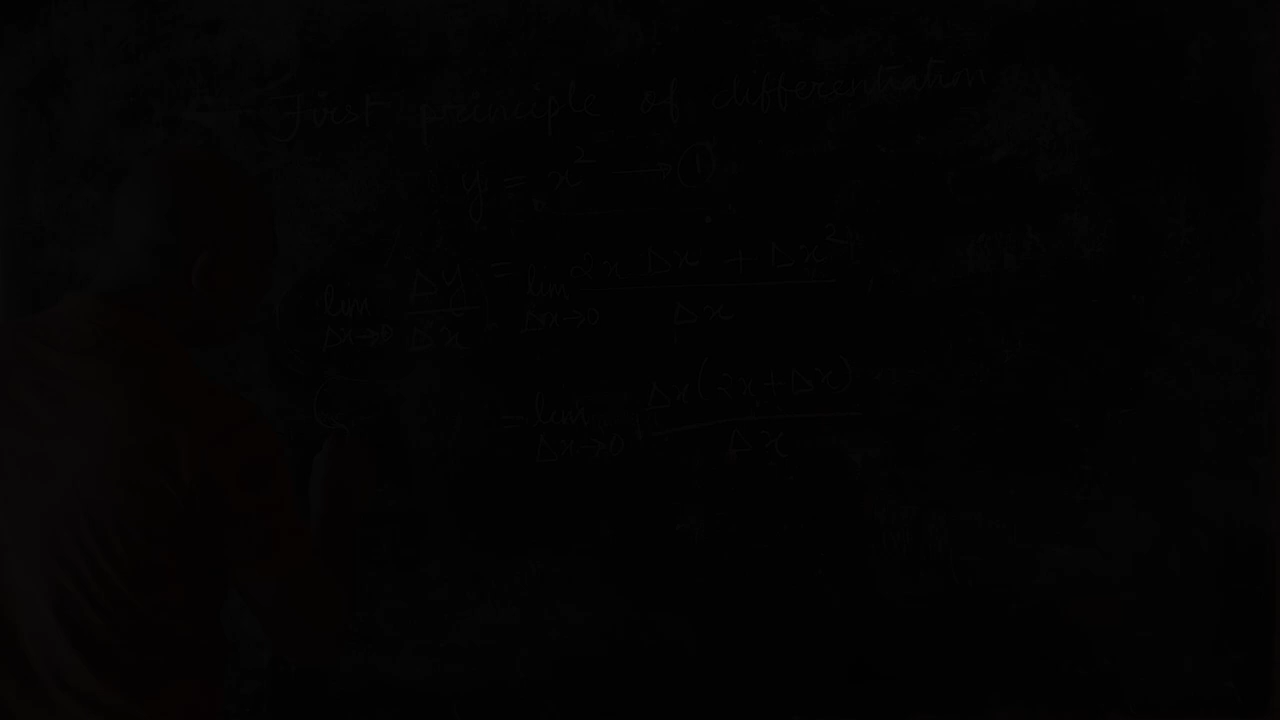 First principle of differentiation
y = x² → ①
lim Δx→0 Δy/Δx = lim Δx→0 (2x Δx + Δx²)/Δx
= lim Δx→0 Δx(2x + Δx)/Δx